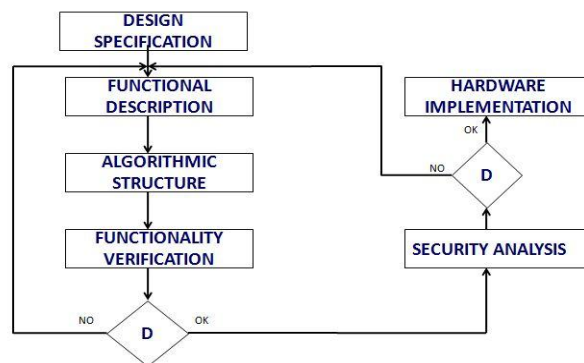 DESIGN
SPECIFICATION
FUNCTIONAL
DESCRIPTION
ALGORITHMIC
STRUCTURE
FUNCTIONALITY
VERIFICATION
NO
D
OK
HARDWARE
IMPLEMENTATION
OK
NO
D
SECURITY ANALYSIS